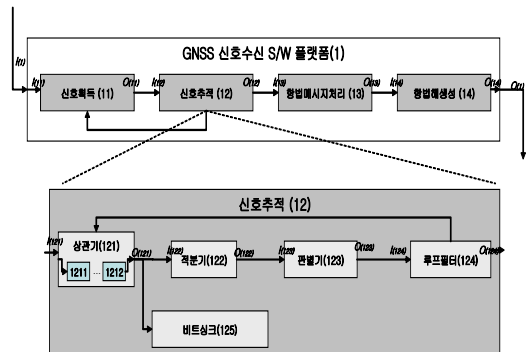 GNSS 신호수신 S/W 플랫폼(1)
I(1)
I(11) 신호획득 (11) O(11)
I(12) 신호추적 (12) O(12)
I(13) 항법메시지처리 (13) O(13)
I(14) 항법해생성 (14) O(14)
O(1)
신호추적 (12)
I(121) 상관기(121) O(121)
1211 ... 1212
I(122) 적분기(122) O(122)
I(123) 판별기(123) O(123)
I(124) 루프필터(124) O(124)
비트싱크(125)